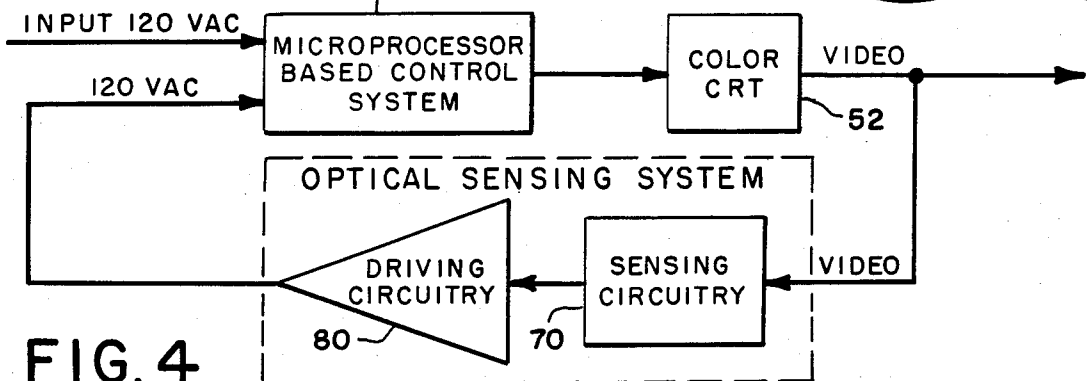 INPUT 120 VAC
120 VAC
MICROPROCESSOR
BASED CONTROL
SYSTEM
COLOR
CRT
VIDEO
52
OPTICAL SENSING SYSTEM
DRIVING
CIRCUITRY
80
SENSING
CIRCUITRY
70
VIDEO
FIG. 4